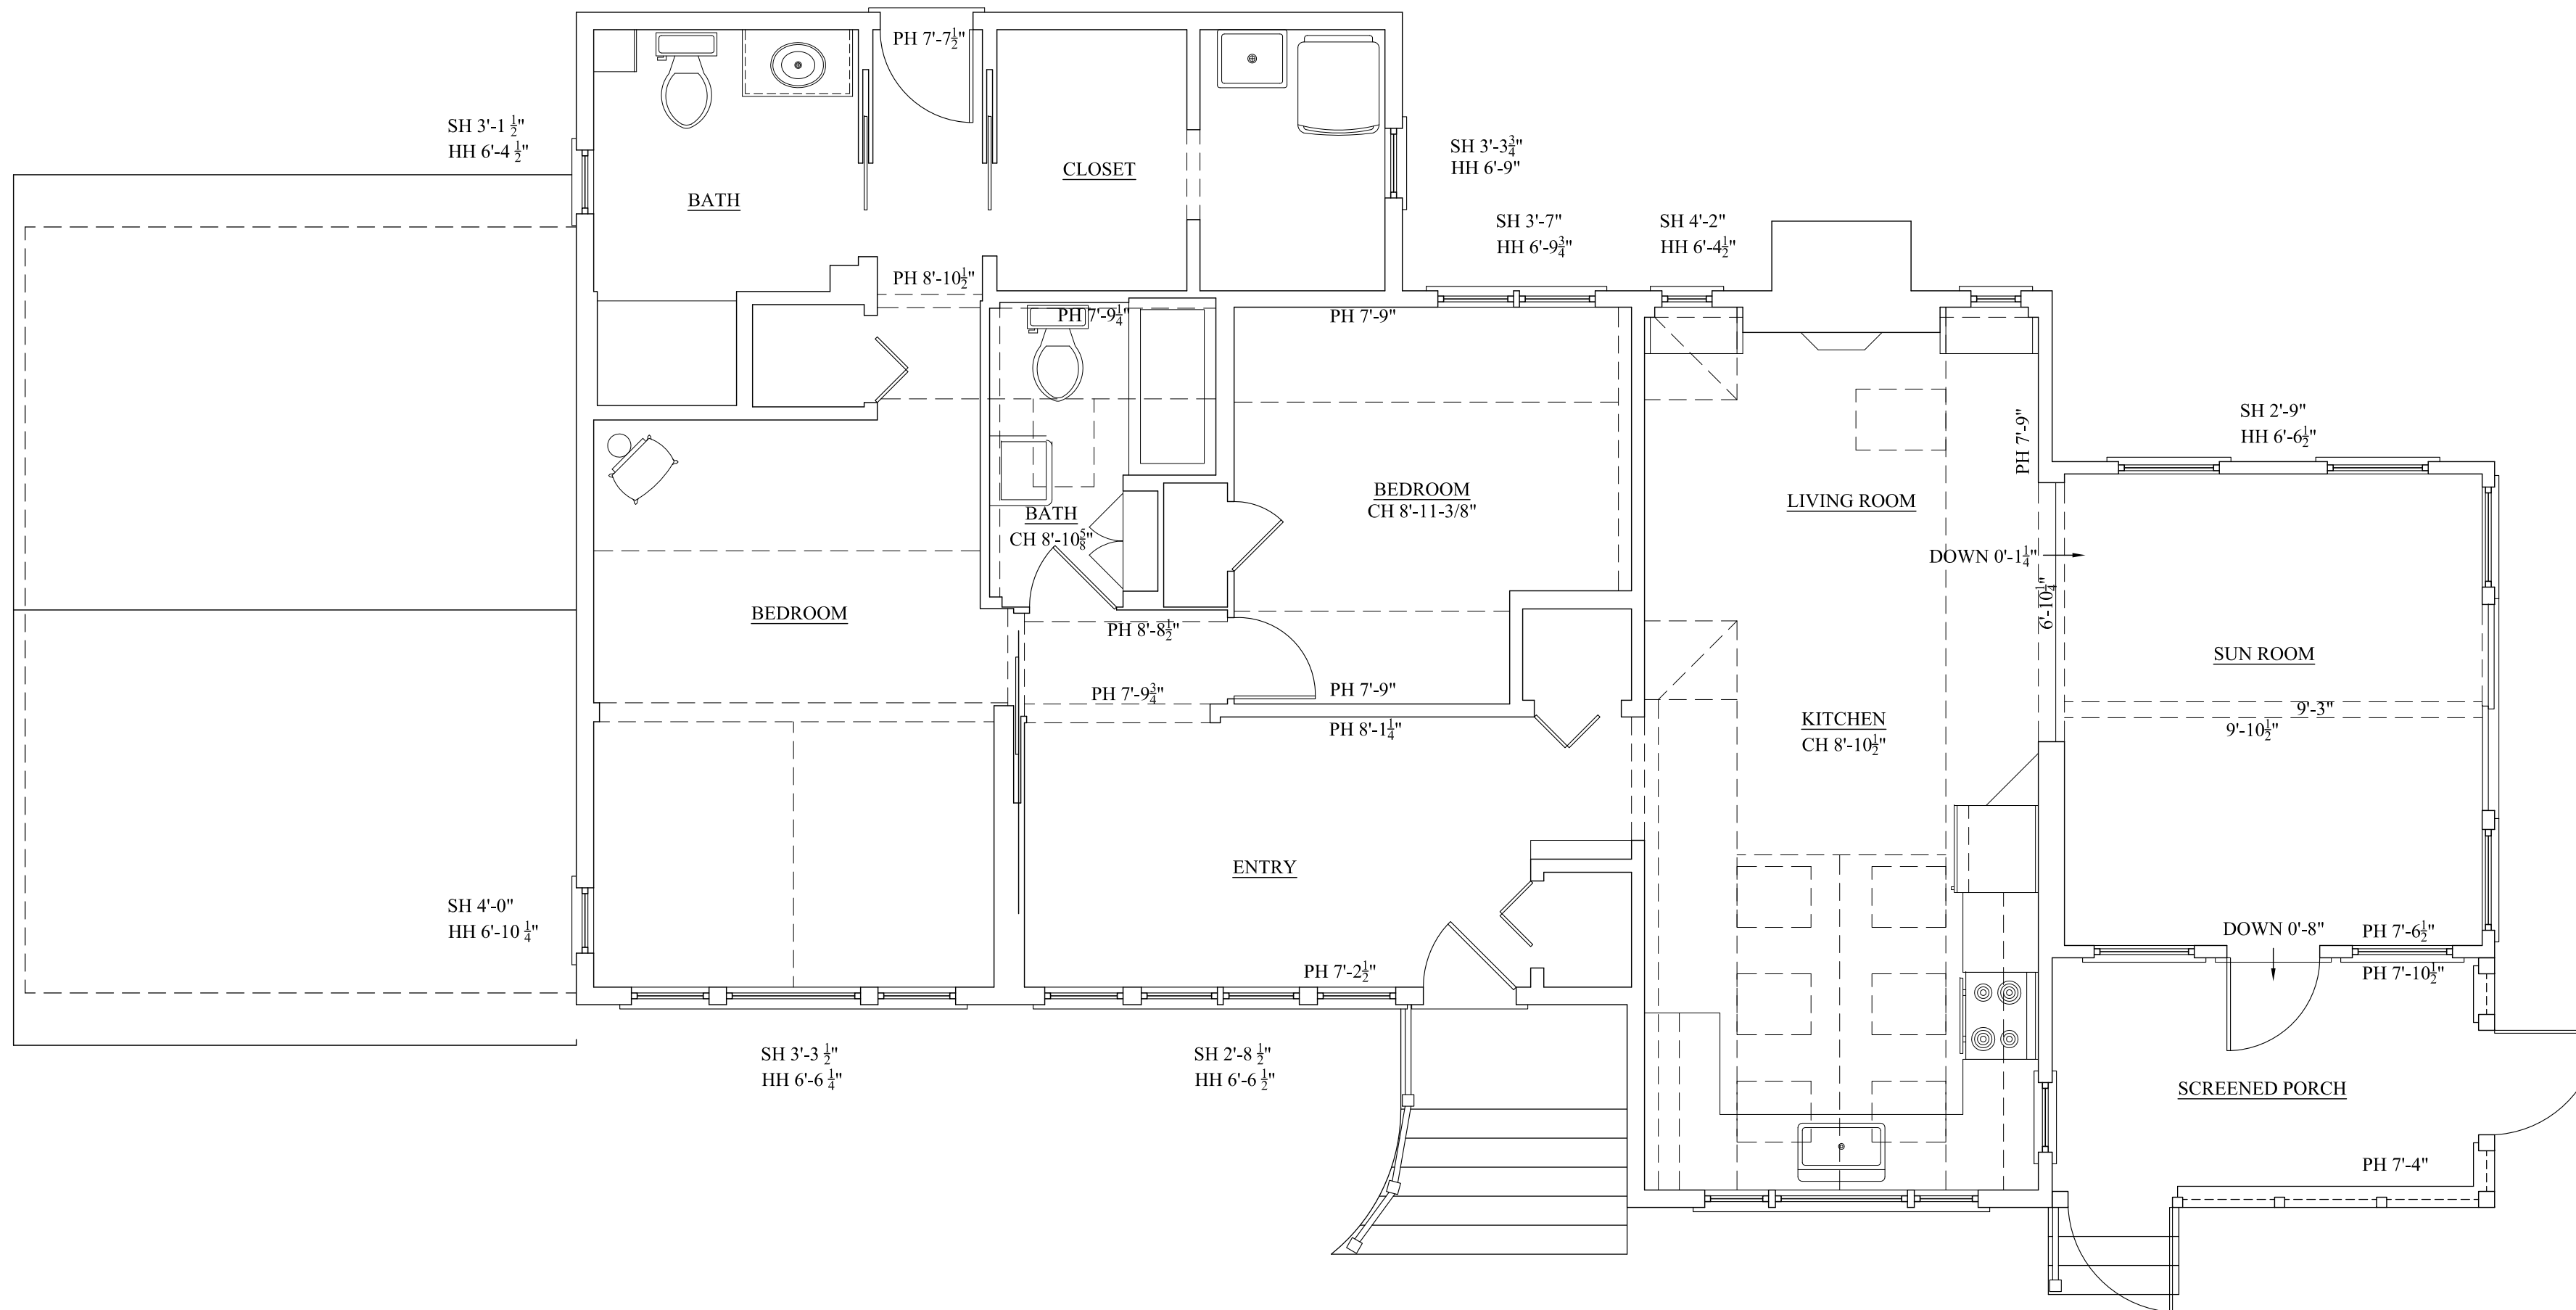 PH 7'-7 1/2"
SH 3'-1 1/2"
HH 6'-4 1/2"
CLOSET
SH 3'-3 3/4"
HH 6'-9"
BATH
SH 3'-7"
HH 6'-9 3/4"
SH 4'-2"
HH 6'-4 1/2"
PH 8'-10 1/2"
PH 7'-9 1/4"
PH 7'-9"
PH 7'-9"
SH 2'-9"
HH 6'-6 1/2"
BEDROOM
CH 8'-11-3/8"
LIVING ROOM
BATH
CH 8'-10 5/8"
DOWN 0'-1 1/4"
6'-10 1/4"
BEDROOM
PH 8'-8 1/2"
SUN ROOM
PH 7'-9 3/4"
PH 7'-9"
PH 8'-1 1/4"
KITCHEN
CH 8'-10 1/2"
9'-3"
9'-10 1/2"
ENTRY
SH 4'-0"
HH 6'-10 1/4"
DOWN 0'-8"
PH 7'-6 1/2"
PH 7'-2 1/2"
PH 7'-10 1/2"
SH 3'-3 1/2"
HH 6'-6 1/4"
SH 2'-8 1/2"
HH 6'-6 1/2"
SCREENED PORCH
PH 7'-4"